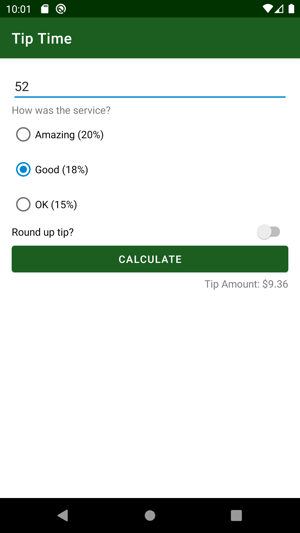 10:01
Tip Time
52
How was the service?
Amazing (20%)
Good (18%)
OK (15%)
Round up tip?
CALCULATE
Tip Amount: $9.36